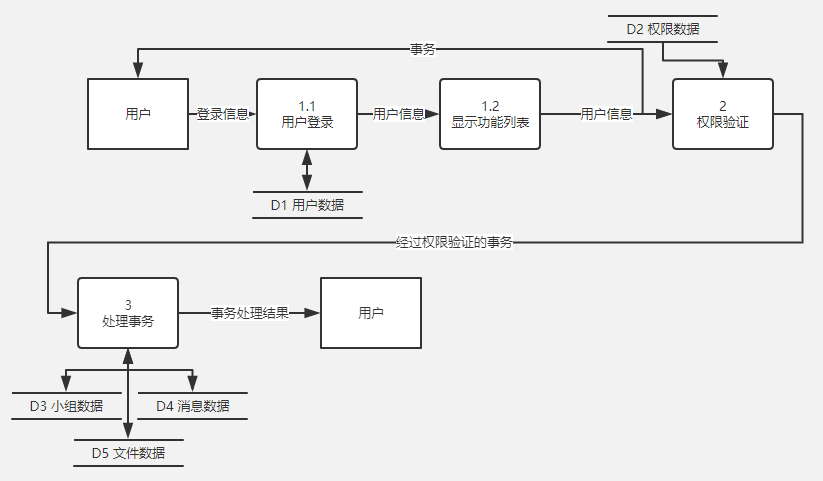 D2 权限数据
事务
用户
登录信息
1.1
用户登录
用户信息
1.2
显示功能列表
用户信息
2
权限验证
D1 用户数据
经过权限验证的事务
3
处理事务
事务处理结果
用户
D3 小组数据
D4 消息数据
D5 文件数据